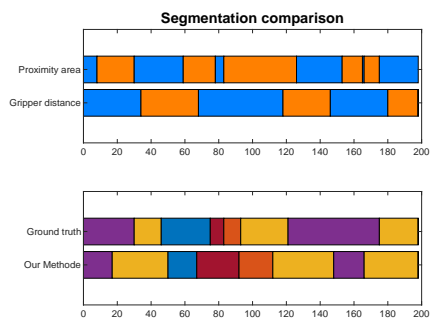 Segmentation comparison
Proximity area
Gripper distance
0 20 40 60 80 100 120 140 160 180 200
Ground truth
Our Methode
0 20 40 60 80 100 120 140 160 180 200